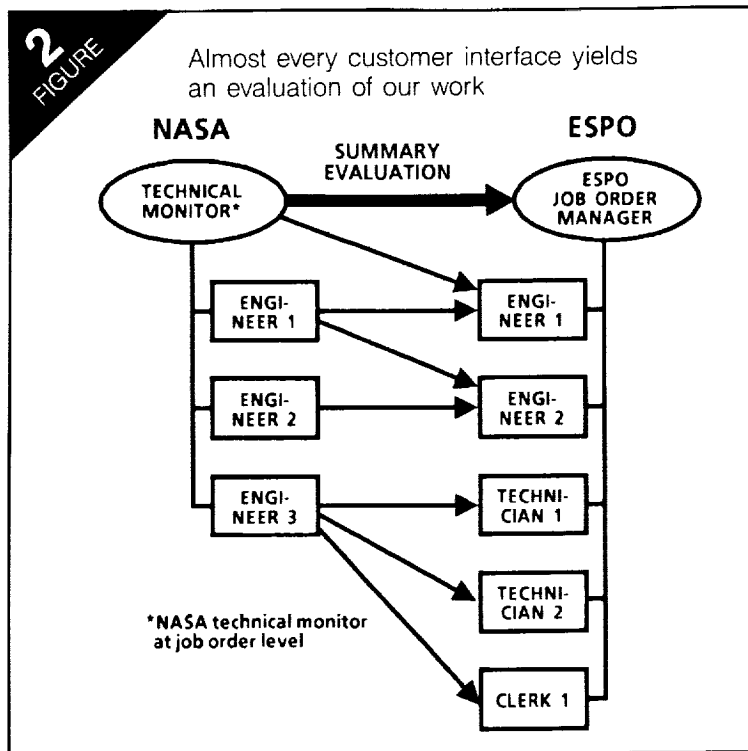 2
FIGURE
Almost every customer interface yields
an evaluation of our work
NASA
ESPO
SUMMARY
EVALUATION
TECHNICAL
MONITOR*
ESPO
JOB ORDER
MANAGER
ENGI-
NEER 1
ENGI-
NEER 1
ENGI-
NEER 2
ENGI-
NEER 2
ENGI-
NEER 3
TECHNI-
CIAN 1
TECHNI-
CIAN 2
*NASA technical monitor
at job order level
CLERK 1